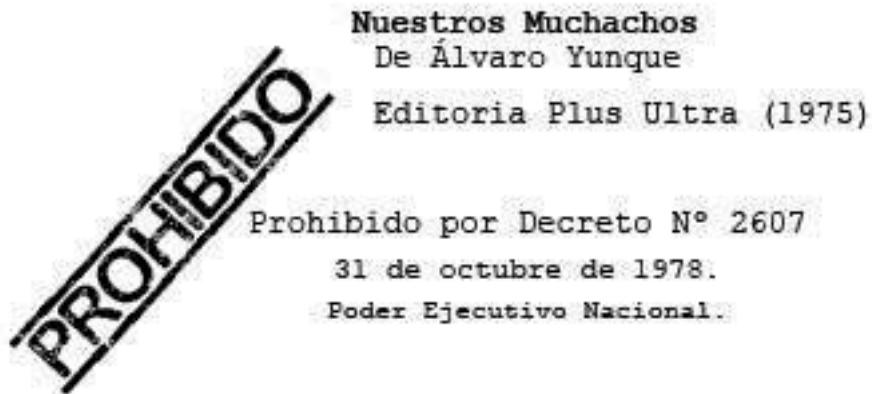 Nuestros Muchachos
De Álvaro Yunque
Editoria Plus Ultra (1975)
PROHIBIDO
Prohibido por Decreto Nº 2607
31 de octubre de 1978.
Poder Ejecutivo Nacional.